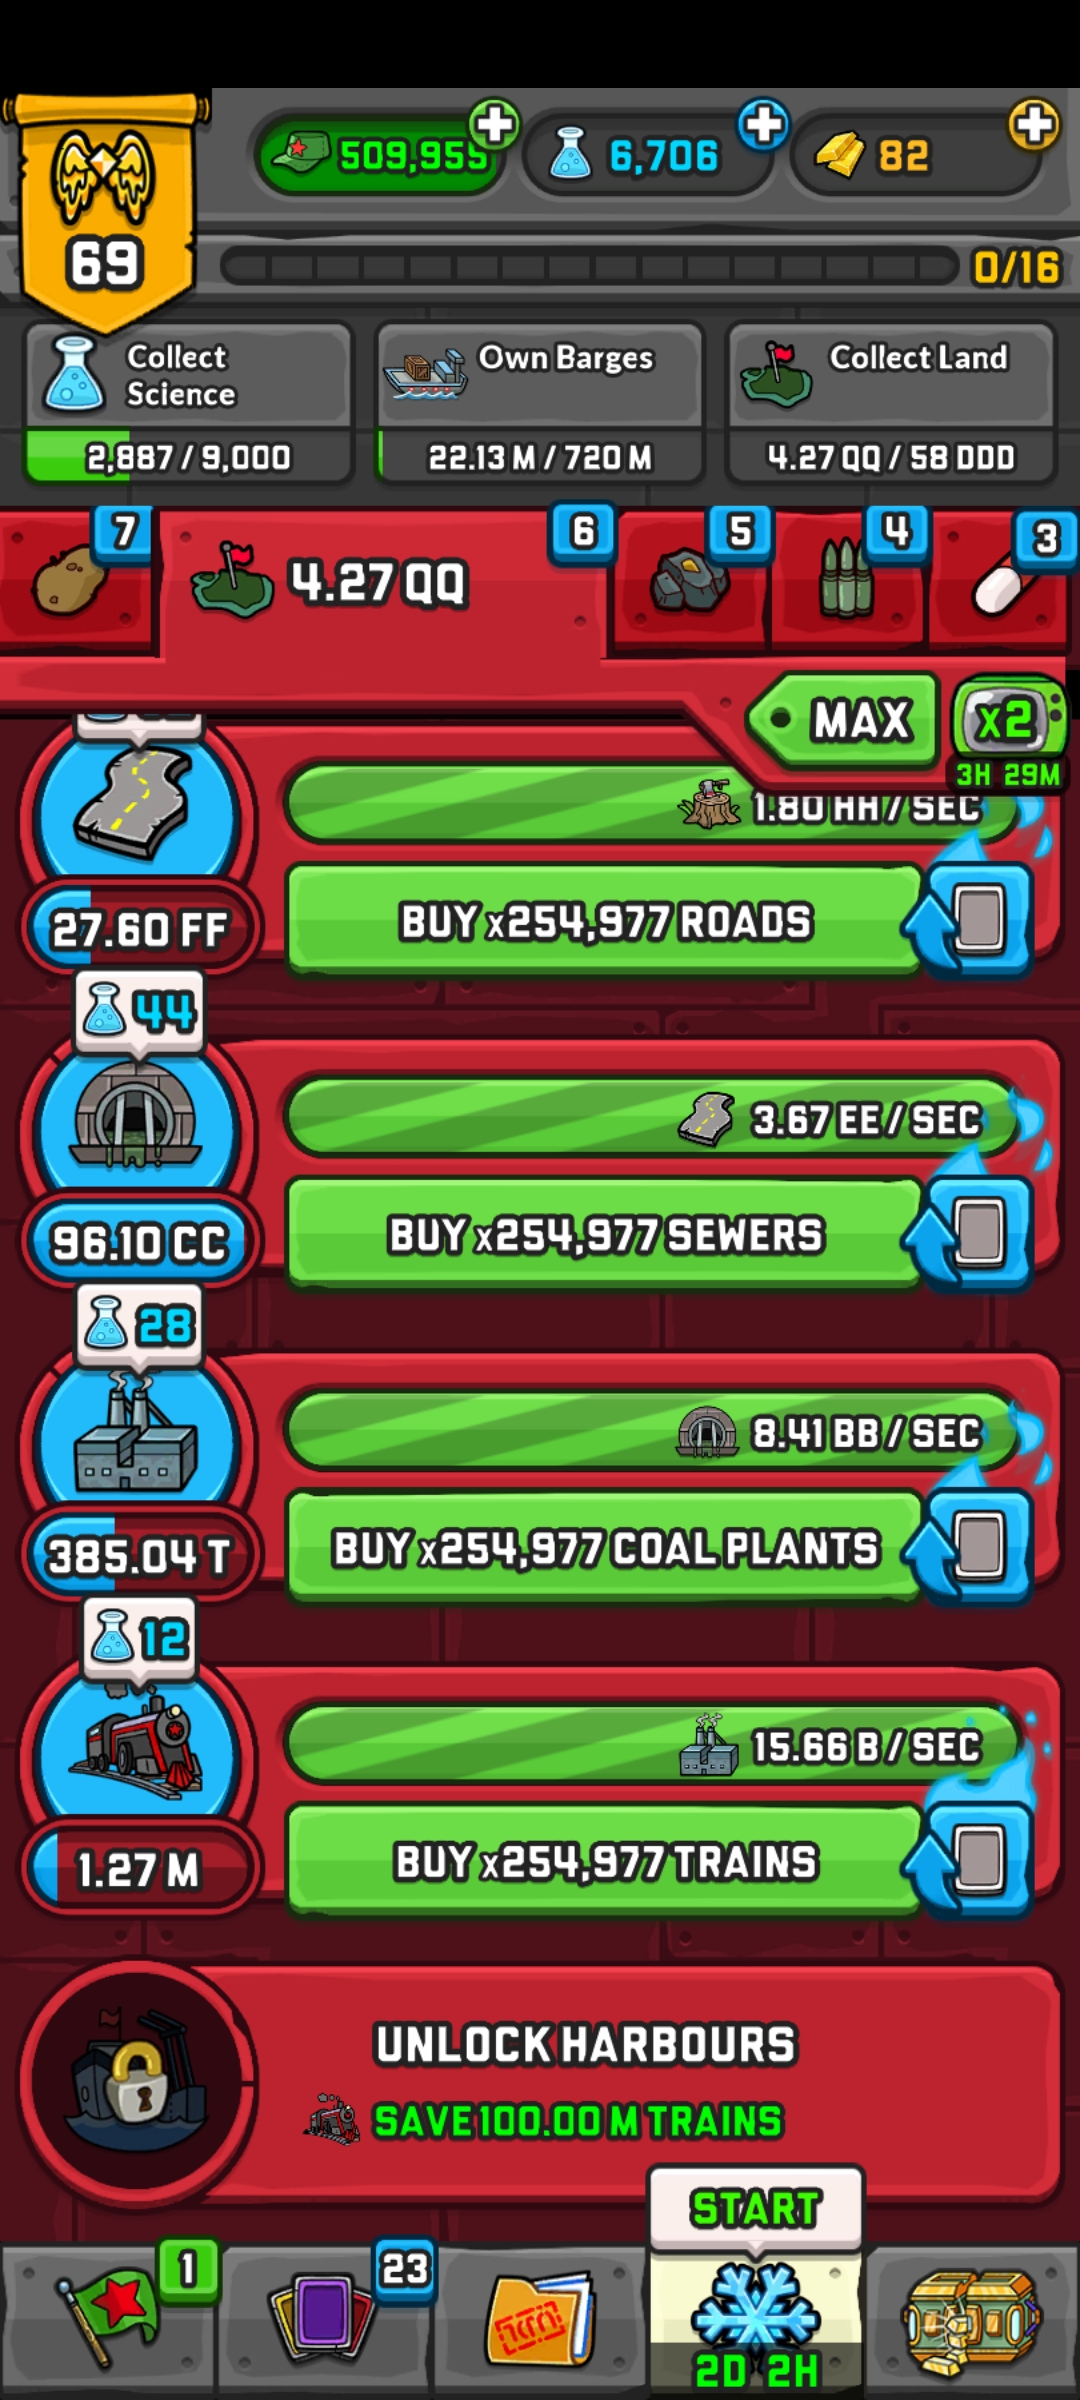 509,955
6,706
82
69
0/16
Collect Science
2,887 / 9,000
Own Barges
22.13 M / 720 M
Collect Land
4.27 QQ / 58 DDD
7
4.27 QQ
6
5
4
3
MAX
x2
3H 29M
1.80 HH / SEC
27.60 FF
BUY x254,977 ROADS
44
3.67 EE / SEC
96.10 CC
BUY x254,977 SEWERS
28
8.41 BB / SEC
385.04 T
BUY x254,977 COAL PLANTS
12
15.66 B / SEC
1.27 M
BUY x254,977 TRAINS
UNLOCK HARBOURS
SAVE 100.00 M TRAINS
START
1
23
2D 2H